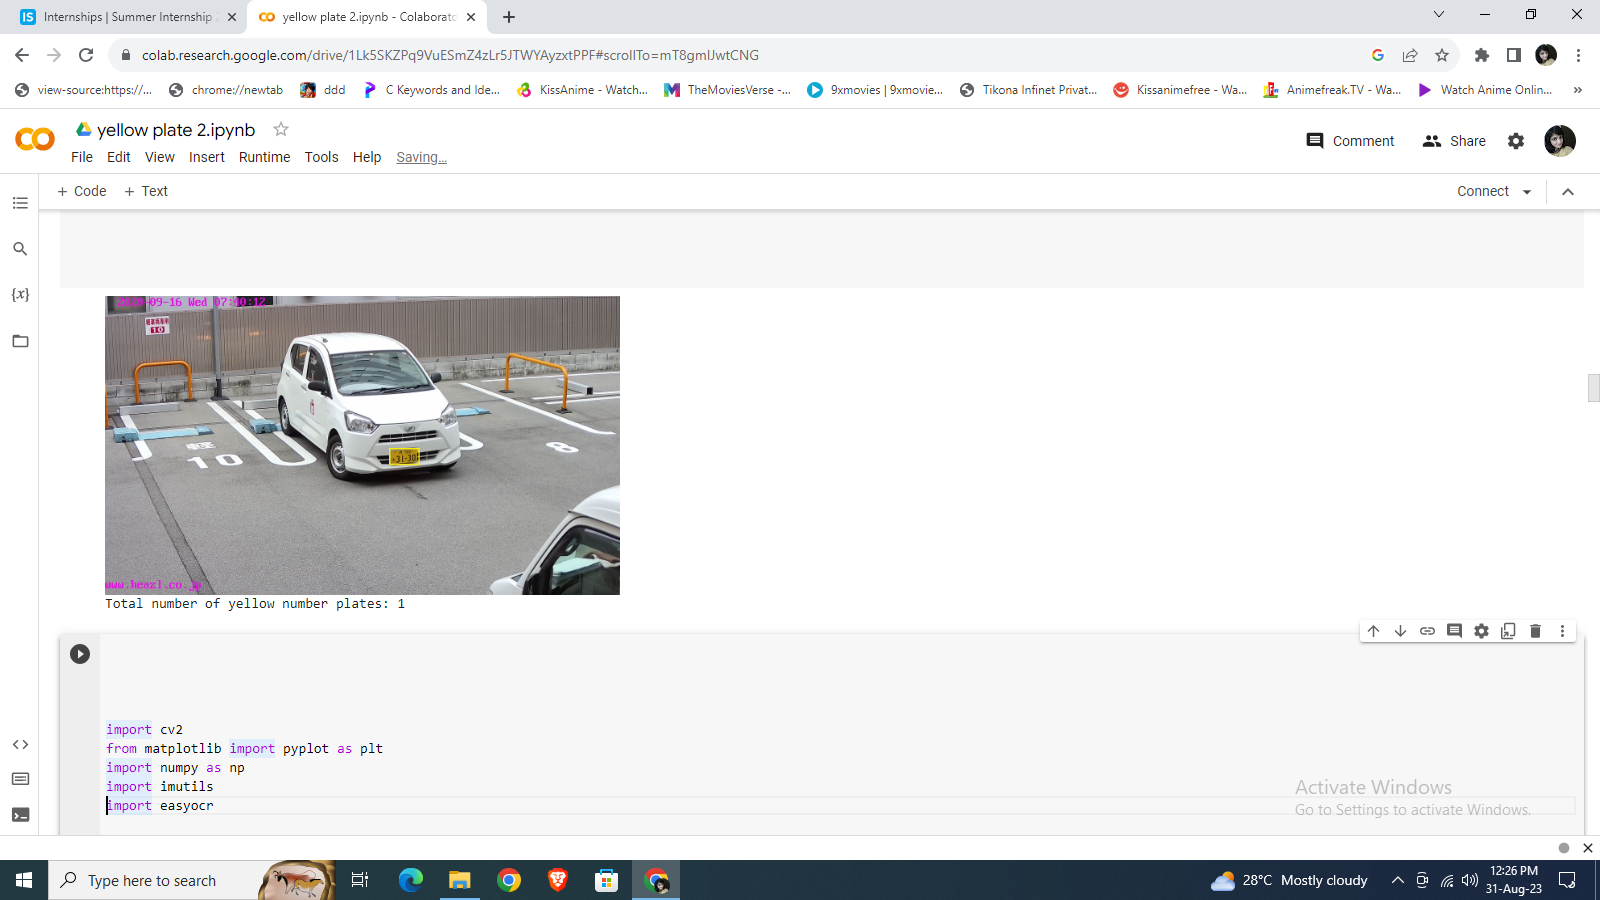 Internships | Summer Internship
yellow plate 2.ipynb - Colaborato
colab.research.google.com/drive/1Lk5SKZPq9VuESmZ4zLr5JTWYAyzxtPPF#scrollTo=mT8gmIJwtCNG
view-source:https://...
chrome://newtab
ddd
C Keywords and Ide...
KissAnime - Watch...
TheMoviesVerse -...
9xmovies | 9xmovie...
Tikona Infinet Privat...
Kissanimefree - Wa...
Animefreak.TV - Wa...
Watch Anime Onlin...
»
yellow plate 2.ipynb
File Edit View Insert Runtime Tools Help Saving...
Comment
Share
+ Code + Text
Connect
{x}
-09-16 Wed 07:40:12
10
軽
10
8
31-30
www.heazl.co.jp
Total number of yellow number plates: 1
import cv2
from matplotlib import pyplot as plt
import numpy as np
import imutils
import easyocr
Activate Windows
Go to Settings to activate Windows.
Type here to search
28°C Mostly cloudy
12:26 PM
31-Aug-23